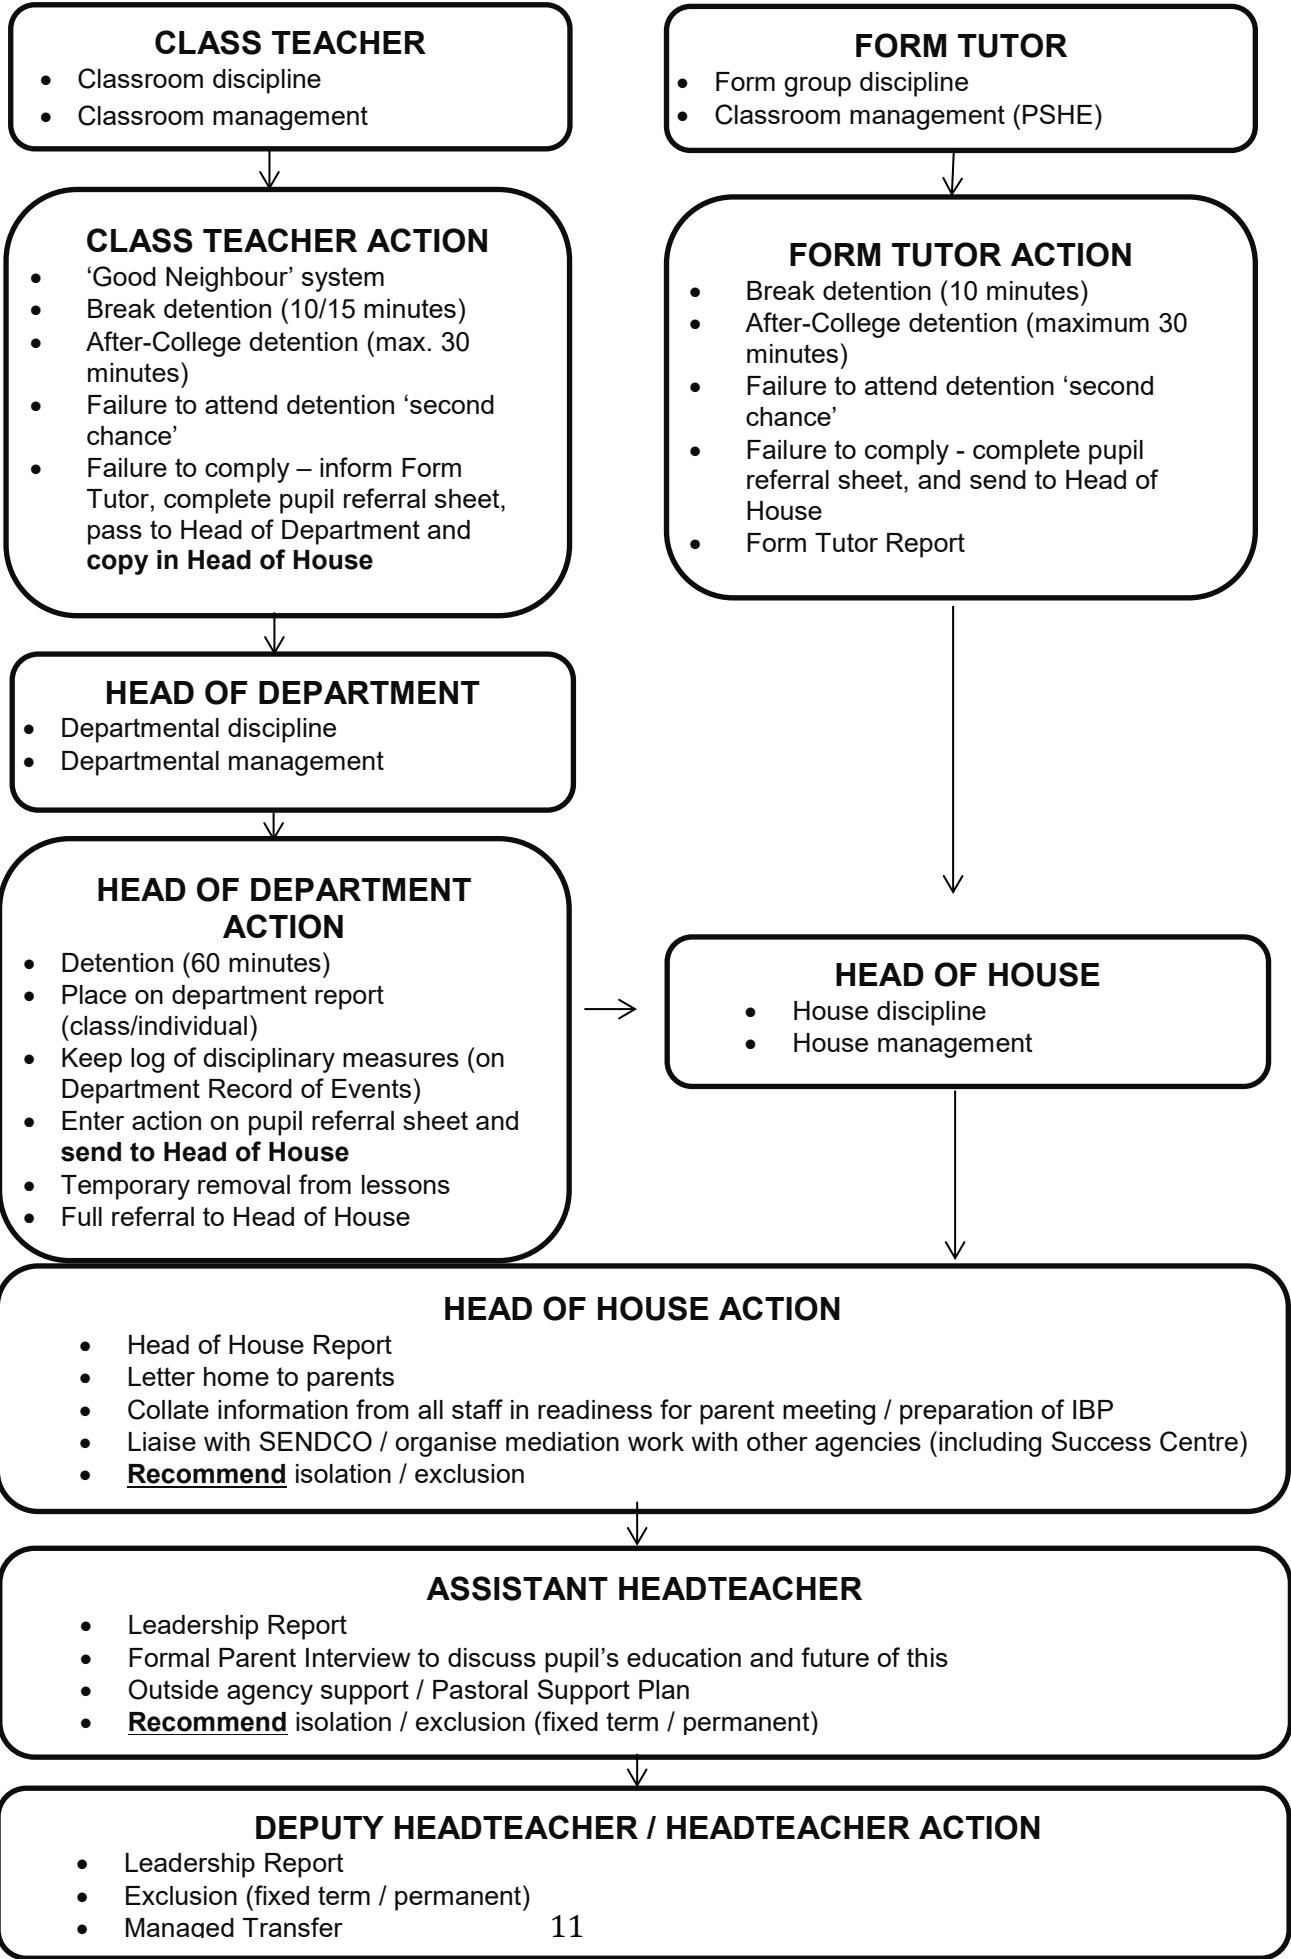 CLASS TEACHER
• Classroom discipline
• Classroom management
FORM TUTOR
• Form group discipline
• Classroom management (PSHE)
CLASS TEACHER ACTION
• ‘Good Neighbour’ system
• Break detention (10/15 minutes)
• After-College detention (max. 30
minutes)
• Failure to attend detention ‘second
chance’
• Failure to comply – inform Form
Tutor, complete pupil referral sheet,
pass to Head of Department and
copy in Head of House
FORM TUTOR ACTION
• Break detention (10 minutes)
• After-College detention (maximum 30
minutes)
• Failure to attend detention ‘second
chance’
• Failure to comply - complete pupil
referral sheet, and send to Head of
House
• Form Tutor Report
HEAD OF DEPARTMENT
• Departmental discipline
• Departmental management
HEAD OF DEPARTMENT
ACTION
• Detention (60 minutes)
• Place on department report
(class/individual)
• Keep log of disciplinary measures (on
Department Record of Events)
• Enter action on pupil referral sheet and
send to Head of House
• Temporary removal from lessons
• Full referral to Head of House
HEAD OF HOUSE
• House discipline
• House management
HEAD OF HOUSE ACTION
• Head of House Report
• Letter home to parents
• Collate information from all staff in readiness for parent meeting / preparation of IBP
• Liaise with SENDCO / organise mediation work with other agencies (including Success Centre)
• Recommend isolation / exclusion
ASSISTANT HEADTEACHER
• Leadership Report
• Formal Parent Interview to discuss pupil’s education and future of this
• Outside agency support / Pastoral Support Plan
• Recommend isolation / exclusion (fixed term / permanent)
DEPUTY HEADTEACHER / HEADTEACHER ACTION
• Leadership Report
• Exclusion (fixed term / permanent)
• Managed Transfer
11